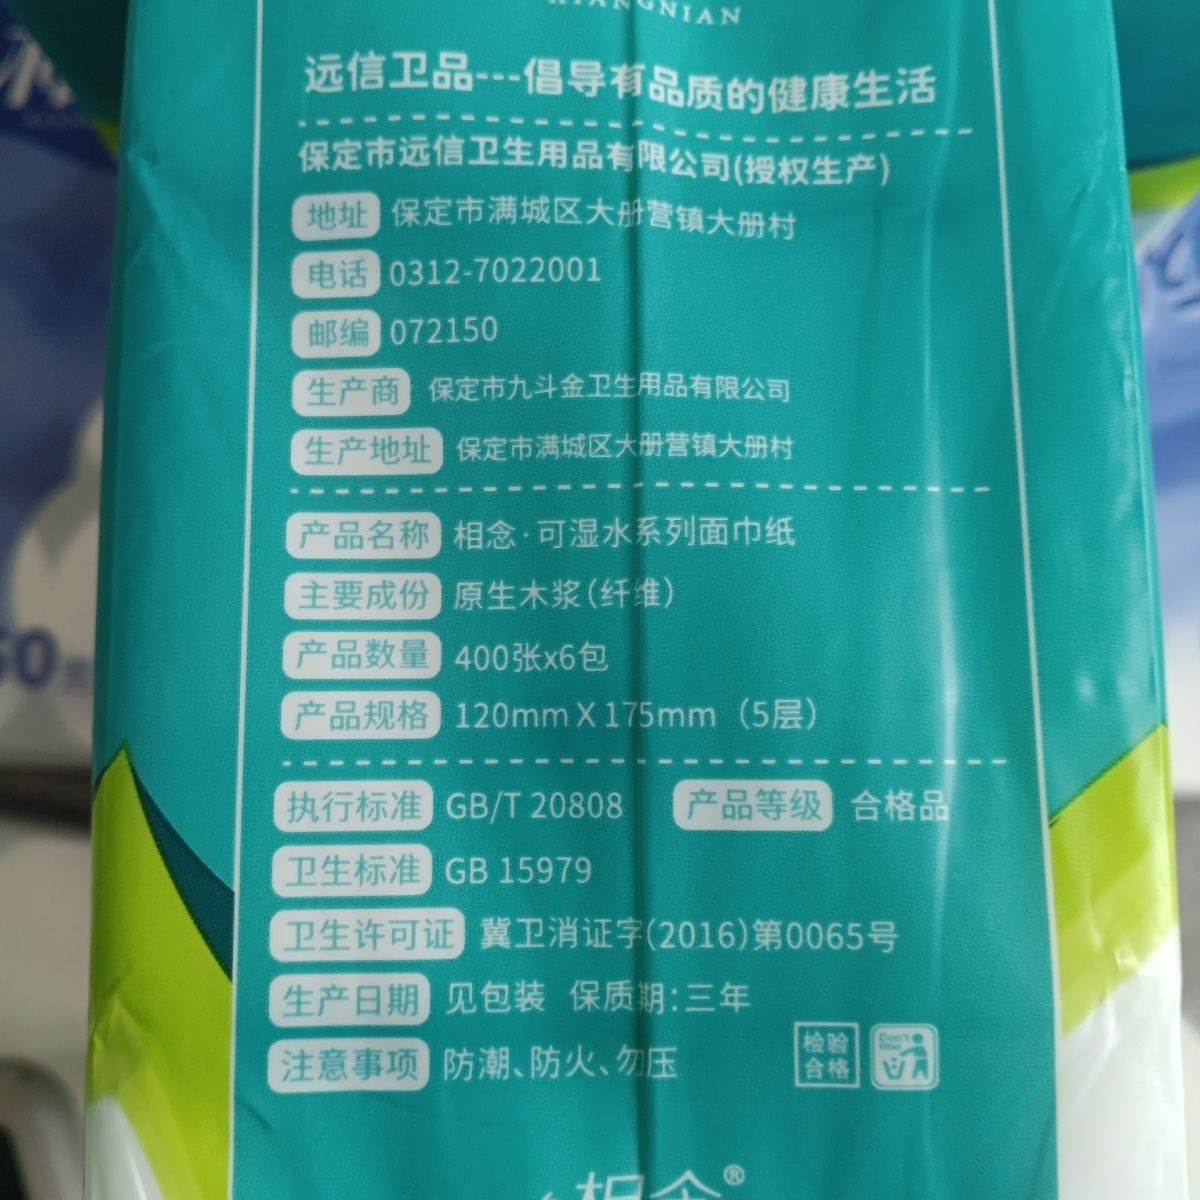 XIANGNIAN
远信卫品---倡导有品质的健康生活
保定市远信卫生用品有限公司(授权生产)
地址 保定市满城区大册营镇大册村
电话 0312-7022001
邮编 072150
生产商 保定市九斗金卫生用品有限公司
生产地址 保定市满城区大册营镇大册村
产品名称 相念·可湿水系列面巾纸
主要成份 原生木浆(纤维)
产品数量 400张x6包
产品规格 120mm X 175mm (5层)
执行标准 GB/T 20808 产品等级 合格品
卫生标准 GB 15979
卫生许可证 冀卫消证字(2016)第0065号
生产日期 见包装 保质期:三年
注意事项 防潮、防火、勿压
检验
合格
Don't
litter
相念®